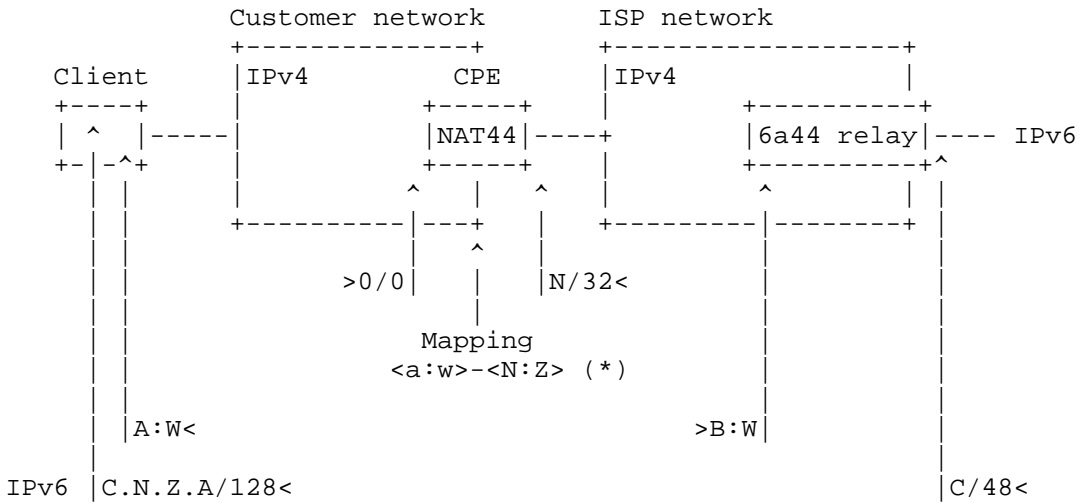 Customer network ISP network
Client IPv4 CPE IPv4
NAT44 6a44 relay IPv6
>0/0 N/32<
Mapping
<a:w>-<N:Z> (*)
A:W< >B:W
IPv6 C.N.Z.A/128< C/48<